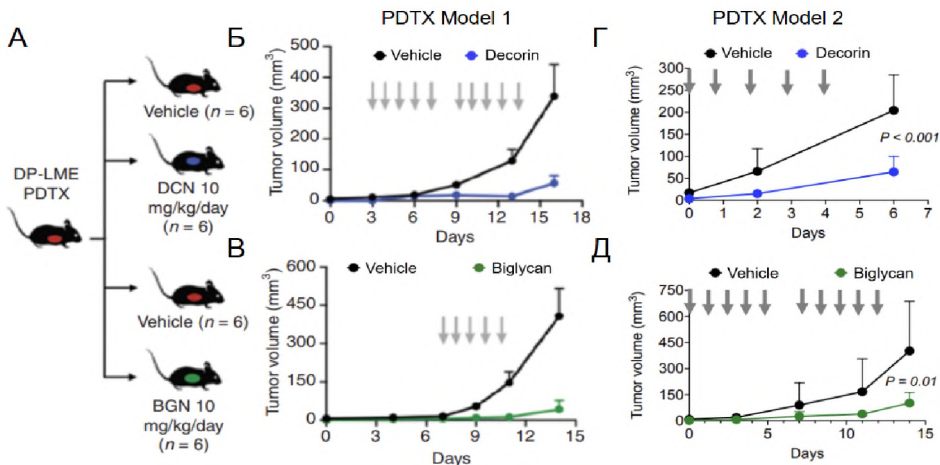 А
DP-LME
PDTX
Vehicle (n = 6)
DCN 10
mg/kg/day
(n = 6)
Vehicle (n = 6)
BGN 10
mg/kg/day
(n = 6)
PDTX Model 1
Б
Vehicle
Decorin
Tumor volume (mm3)
500
400
300
200
100
0
0 3 6 9 12 15 18
Days
В
Vehicle
Biglycan
Tumor volume (mm3)
600
450
300
150
0
0 3 6 9 12 15
Days
PDTX Model 2
Г
Vehicle
Decorin
Tumor volume (mm3)
300
250
200
150
100
50
0
P < 0.001
0 1 2 3 4 5 6 7
Days
Д
Vehicle
Biglycan
Tumor volume (mm3)
750
600
450
300
150
0
P = 0.01
0 5 10 15
Days